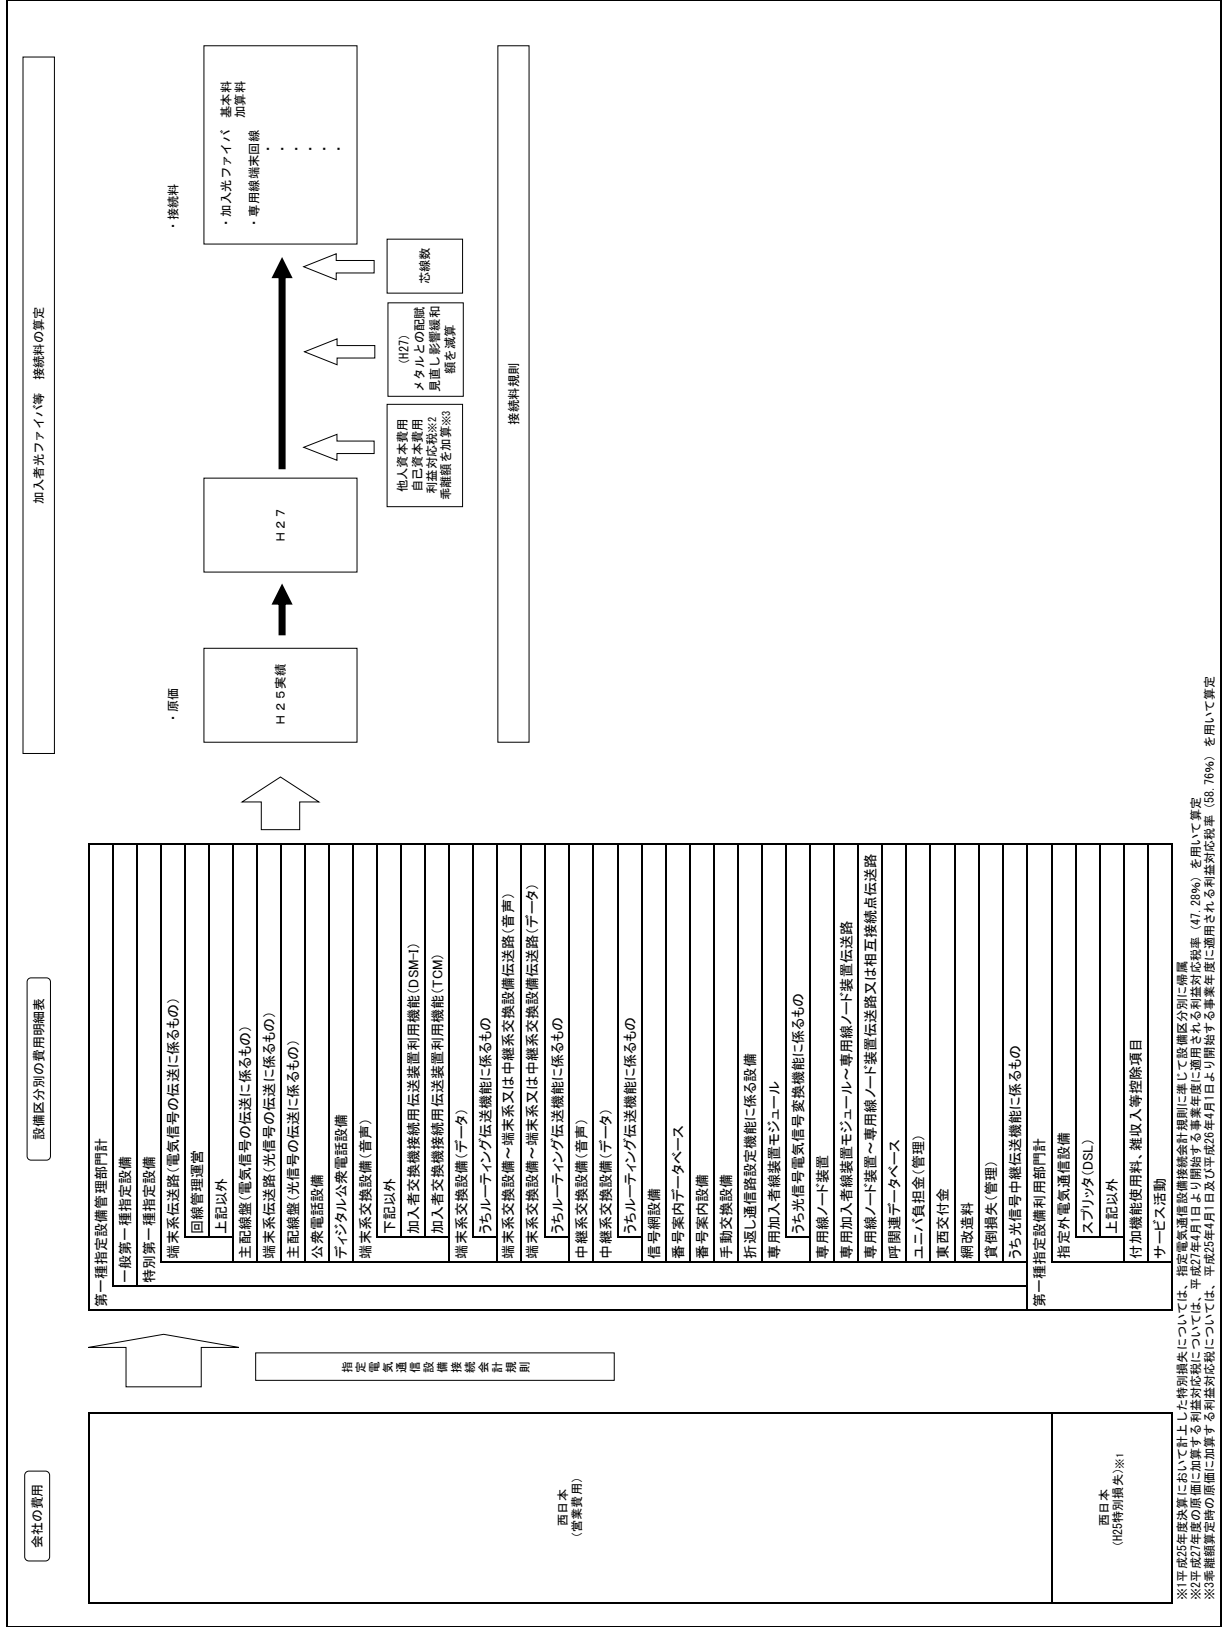 会社の費用
設備区分別の費用明細表
加入者光ファイバ等 接続料の算定
西日本
(営業費用)
西日本
(H25特別損失)※1
指定電気通信設備接続会計規則
第一種指定設備管理部門計
一般第一種指定設備
特別第一種指定設備
端末系伝送路(電気信号の伝送に係るもの)
回線管理運営
上記以外
主配線盤(電気信号の伝送に係るもの)
端末系伝送路(光信号の伝送に係るもの)
主配線盤(光信号の伝送に係るもの)
公衆電話設備
ディジタル公衆電話設備
端末系交換設備(音声)
下記以外
加入者交換機接続用伝送装置利用機能(DSM-I)
加入者交換機接続用伝送装置利用機能(TCM)
端末系交換設備(データ)
うちルーティング伝送機能に係るもの
端末系交換設備～端末系又は中継系交換設備伝送路(音声)
端末系交換設備～端末系又は中継系交換設備伝送路(データ)
うちルーティング伝送機能に係るもの
中継系交換設備(音声)
中継系交換設備(データ)
うちルーティング伝送機能に係るもの
信号網設備
番号案内データベース
番号案内設備
手動交換設備
折返し通信路設定機能に係る設備
専用加入者線装置モジュール
うち光信号電気信号変換機能に係るもの
専用線ノード装置
専用加入者線装置モジュール～専用線ノード装置伝送路
専用線ノード装置～専用線ノード装置伝送路又は相互接続点伝送路
呼関連データベース
ユニバ負担金(管理)
東西交付金
網改造料
貸倒損失(管理)
うち光信号中継伝送機能に係るもの
第一種指定設備利用部門計
指定外電気通信設備
スプリッタ(DSL)
上記以外
付加機能使用料、雑収入等控除項目
サービス活動
・原価
H25実績
H27
・接続料
・加入光ファイバ 基本料
加算料
・専用線端末回線
・
・
・
・
・
・
他人資本費用
自己資本費用
利益対応税※2
乖離額を加算※3
(H27)
メタルとの配賦
見直し影響緩和
額を減算
芯線数
接続料規則
※1平成25年度決算において計上した特別損失については、指定電気通信設備接続会計規則に準じて設備区分別に帰属
※2平成27年度の原価に加算する利益対応税については、平成27年4月1日より開始する事業年度に適用される利益対応税率（47.28%）を用いて算定
※3乖離額算定時の原価に加算する利益対応税については、平成25年4月1日及び平成26年4月1日より開始する事業年度に適用される利益対応税率（58.76%）を用いて算定